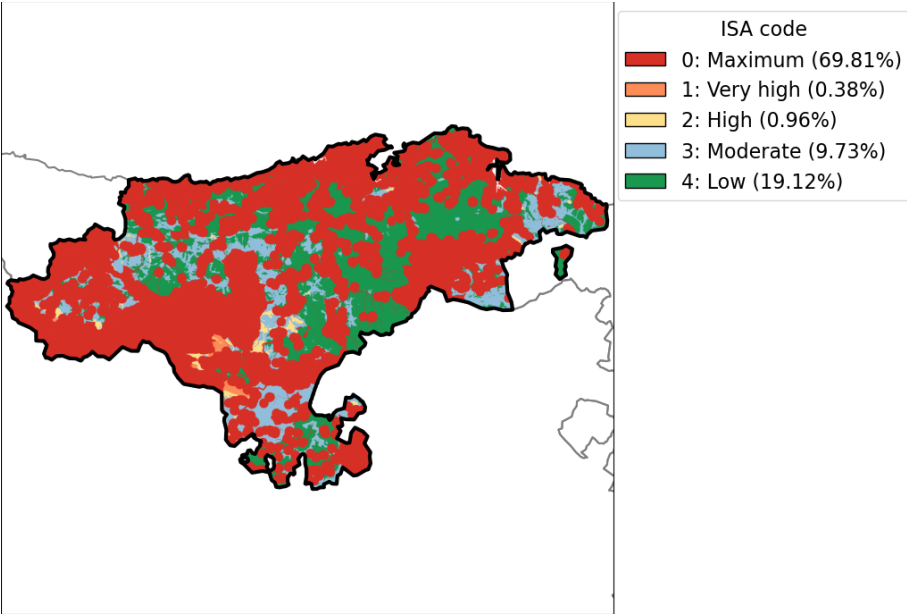 ISA code
0: Maximum (69.81%)
1: Very high (0.38%)
2: High (0.96%)
3: Moderate (9.73%)
4: Low (19.12%)